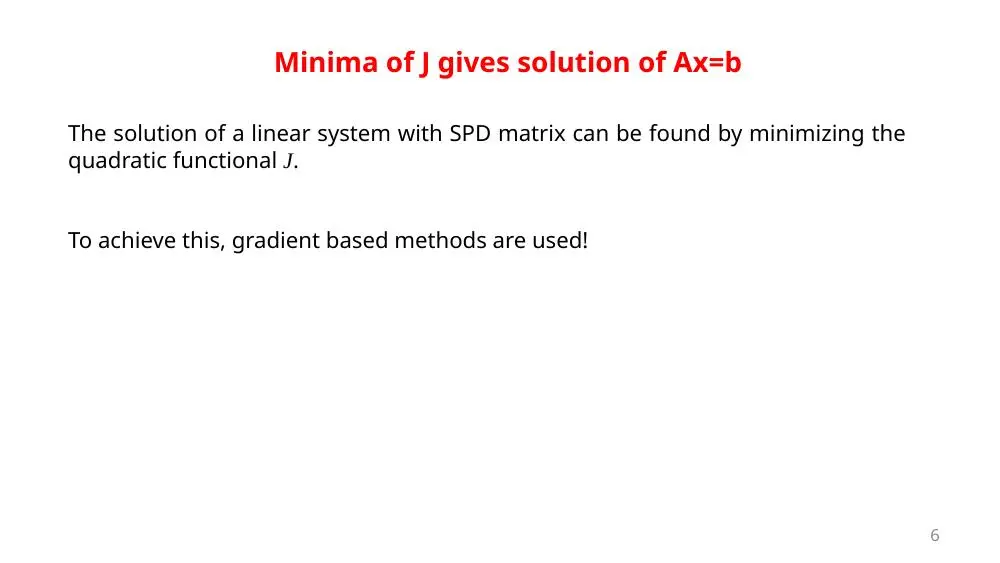 Minima of J gives solution of Ax=b
The solution of a linear system with SPD matrix can be found by minimizing the
quadratic functional J.
To achieve this, gradient based methods are used!
6